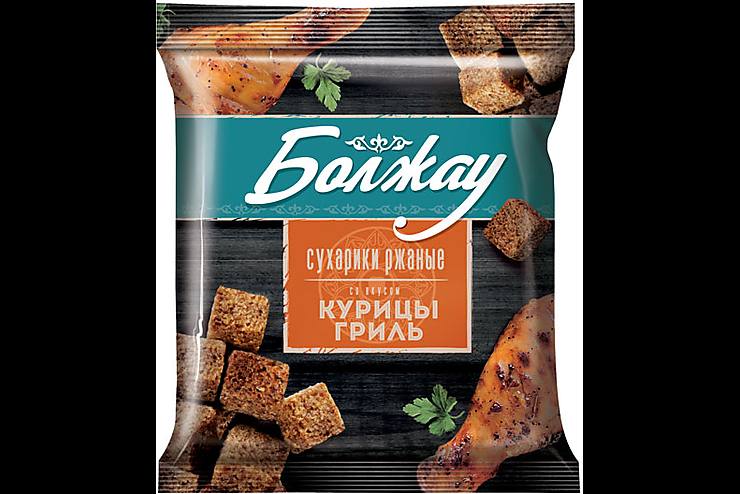 Болжау
сухарики ржаные
со вкусом
КУРИЦЫ
ГРИЛЬ